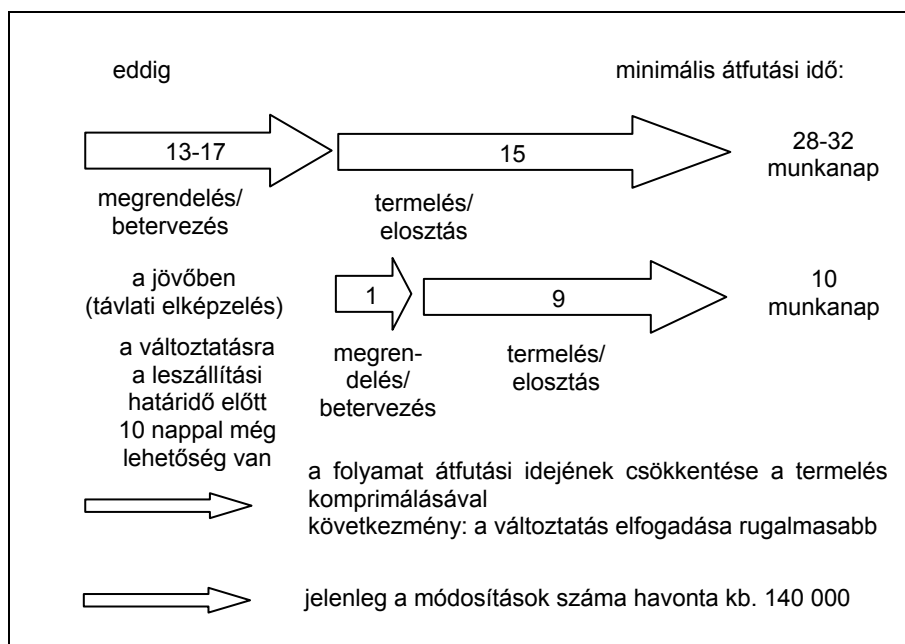 eddig
minimális átfutási idő:
13-17
15
28-32
munkanap
megrendelés/
betervezés
termelés/
elosztás
a jövőben
(távlati elképzelés)
1
9
10
munkanap
a változtatásra
a leszállítási
határidő előtt
10 nappal még
lehetőség van
megren-
delés/
betervezés
termelés/
elosztás
a folyamat átfutási idejének csökkentése a termelés
komprimálásával
következmény: a változtatás elfogadása rugalmasabb
jelenleg a módosítások száma havonta kb. 140 000